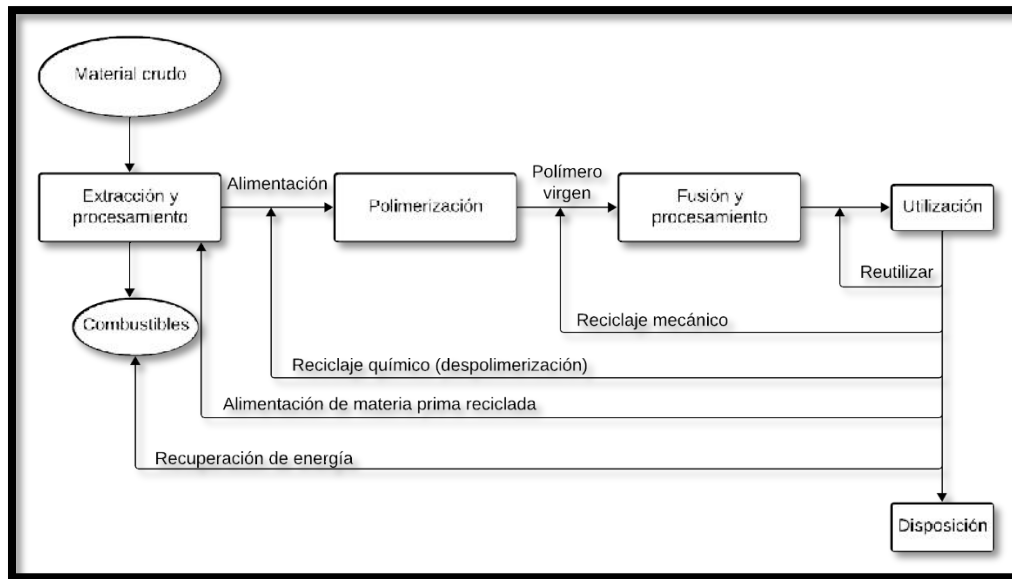 Material crudo
Extracción y
procesamiento
Alimentación
Polimerización
Polímero
virgen
Fusión y
procesamiento
Utilización
Reutilizar
Reciclaje mecánico
Combustibles
Reciclaje químico (despolimerización)
Alimentación de materia prima reciclada
Recuperación de energía
Disposición